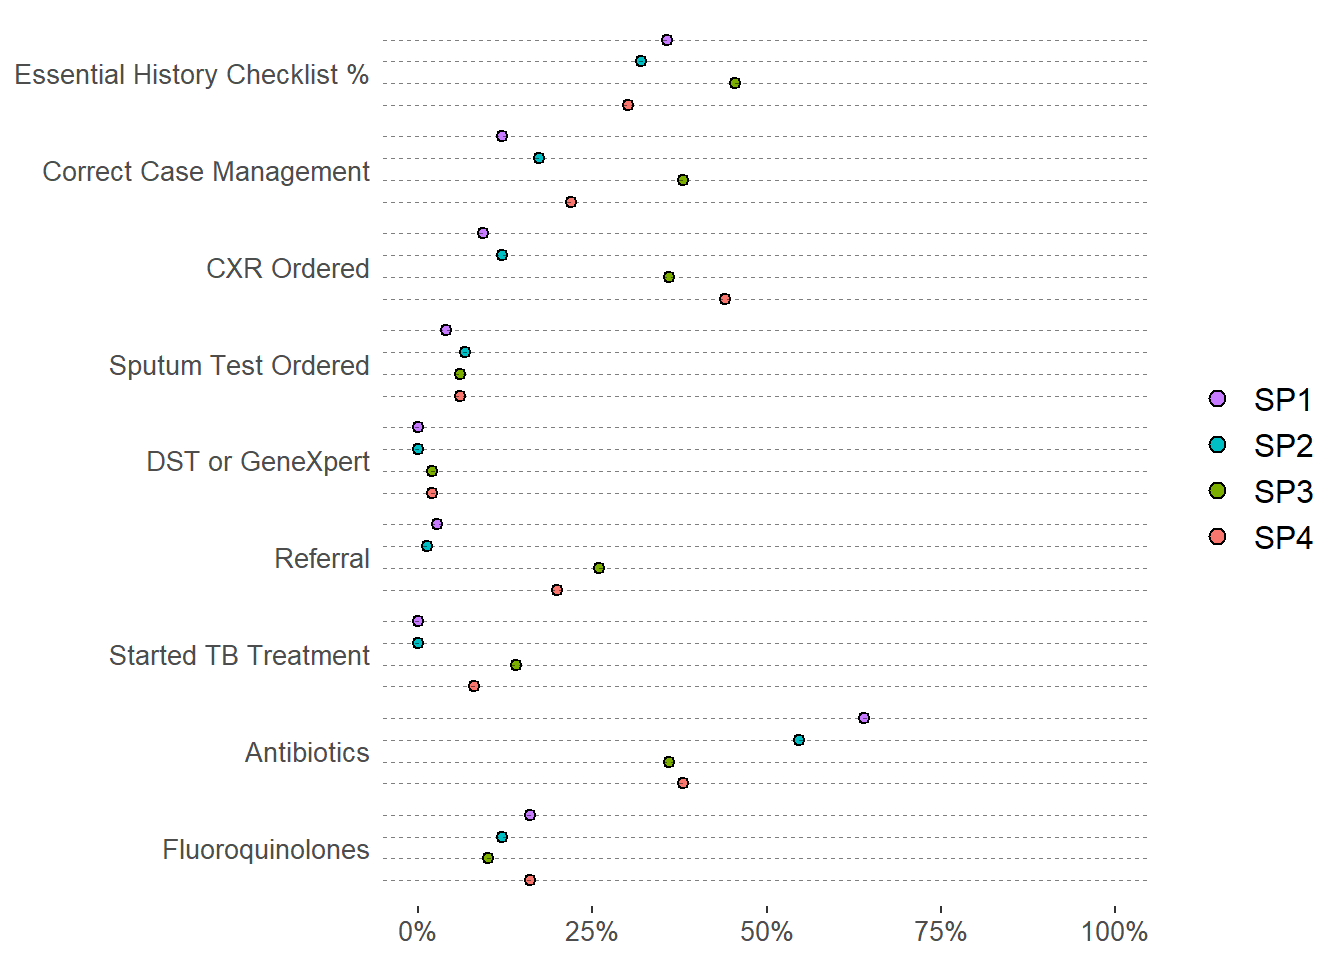 Essential History Checklist %
Correct Case Management
CXR Ordered
Sputum Test Ordered
DST or GeneXpert
Referral
Started TB Treatment
Antibiotics
Fluoroquinolones
0% 25% 50% 75% 100%
SP1
SP2
SP3
SP4